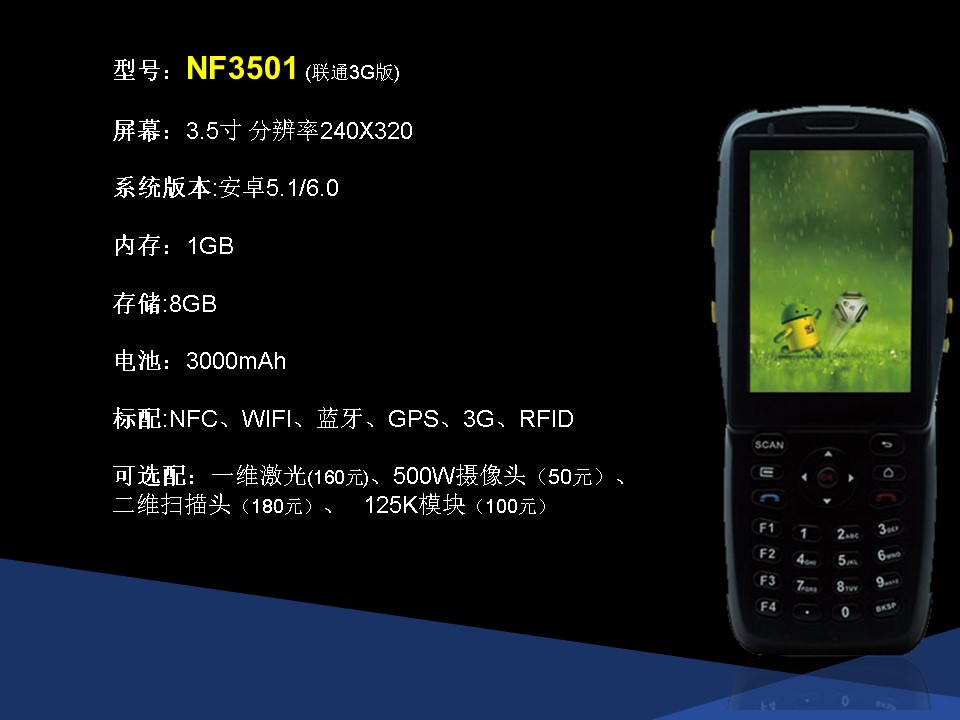 型号：NF3501 (联通3G版)
屏幕：3.5寸 分辨率240X320
系统版本:安卓5.1/6.0
内存：1GB
存储:8GB
电池：3000mAh
标配:NFC、WIFI、蓝牙、GPS、3G、RFID
可选配：一维激光(160元)、500W摄像头（50元）、
二维扫描头（180元）、 125K模块（100元）
SCAN
OK
F1 1 2ABC 3DEF
F2 4GHI 5JKL 6MNO
F3 7PQRS 8TUV 9WXYZ
F4 . 0 BKSP